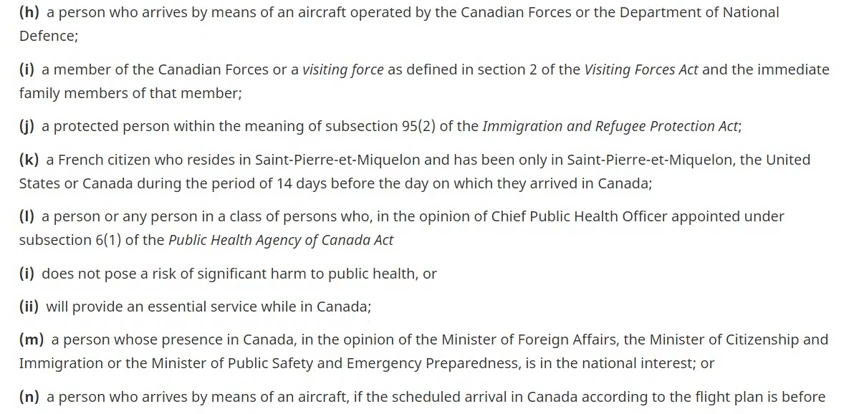 (h) a person who arrives by means of an aircraft operated by the Canadian Forces or the Department of National
Defence;
(i) a member of the Canadian Forces or a visiting force as defined in section 2 of the Visiting Forces Act and the immediate
family members of that member;
(j) a protected person within the meaning of subsection 95(2) of the Immigration and Refugee Protection Act;
(k) a French citizen who resides in Saint-Pierre-et-Miquelon and has been only in Saint-Pierre-et-Miquelon, the United
States or Canada during the period of 14 days before the day on which they arrived in Canada;
(l) a person or any person in a class of persons who, in the opinion of Chief Public Health Officer appointed under
subsection 6(1) of the Public Health Agency of Canada Act
(i) does not pose a risk of significant harm to public health, or
(ii) will provide an essential service while in Canada;
(m) a person whose presence in Canada, in the opinion of the Minister of Foreign Affairs, the Minister of Citizenship and
Immigration or the Minister of Public Safety and Emergency Preparedness, is in the national interest; or
(n) a person who arrives by means of an aircraft, if the scheduled arrival in Canada according to the flight plan is before